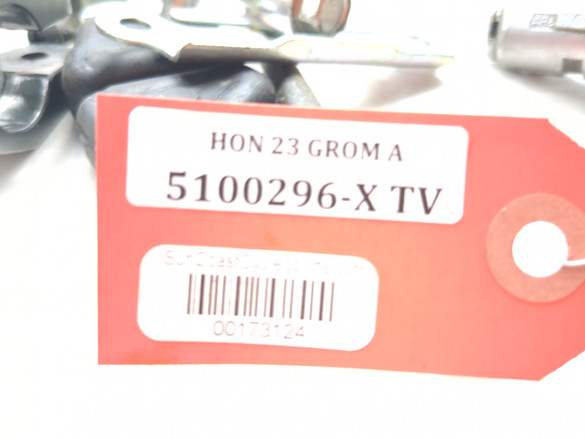 HON 23 GROM A
5100296-X TV
00173124